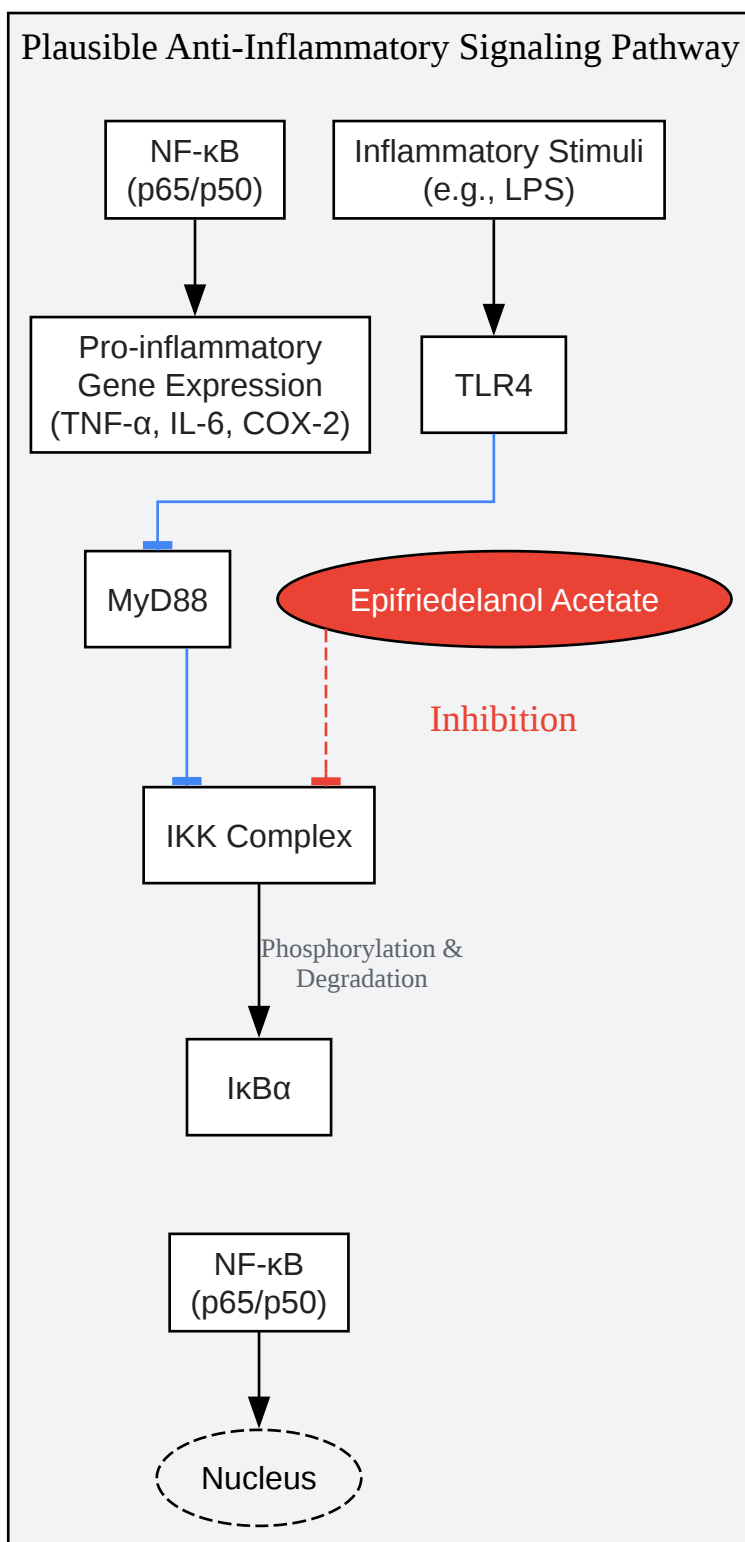 Plausible Anti-Inflammatory Signaling Pathway
NF-κB
(p65/p50)
Inflammatory Stimuli
(e.g., LPS)
Pro-inflammatory
Gene Expression
(TNF-α, IL-6, COX-2)
TLR4
MyD88
Epifriedelanol Acetate
Inhibition
IKK Complex
Phosphorylation &
Degradation
IκBα
NF-κB
(p65/p50)
Nucleus